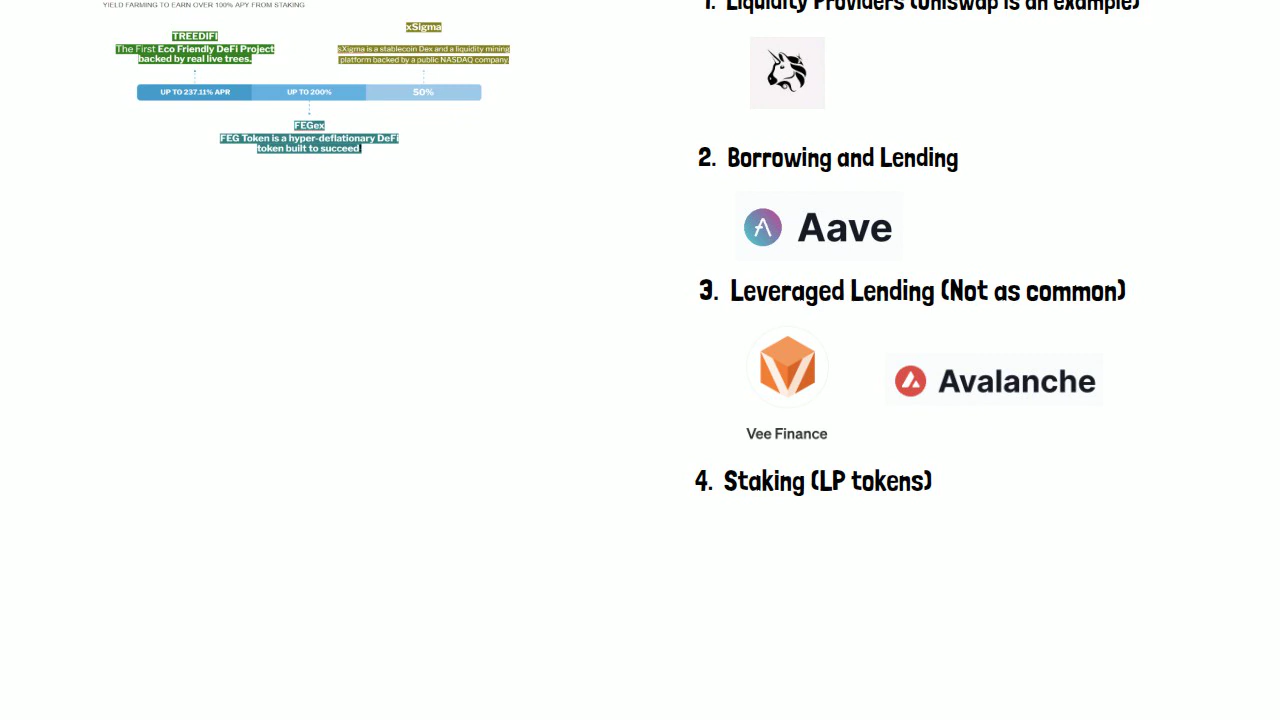 YIELD FARMING TO EARN OVER 100% APY FROM STAKING
TREEDIFI
The First Eco Friendly DeFi Project
backed by real live trees.
xSigma
sXigma is a stablecoin Dex and a liquidity mining
platform backed by a public NASDAQ company.
UP TO 237.11% APR
UP TO 200%
50%
FEGex
FEG Token is a hyper-deflationary DeFi
token built to succeed
1. Liquidity Providers (Uniswap is an example)
2. Borrowing and Lending
Aave
3. Leveraged Lending (Not as common)
Avalanche
Vee Finance
4. Staking (LP tokens)